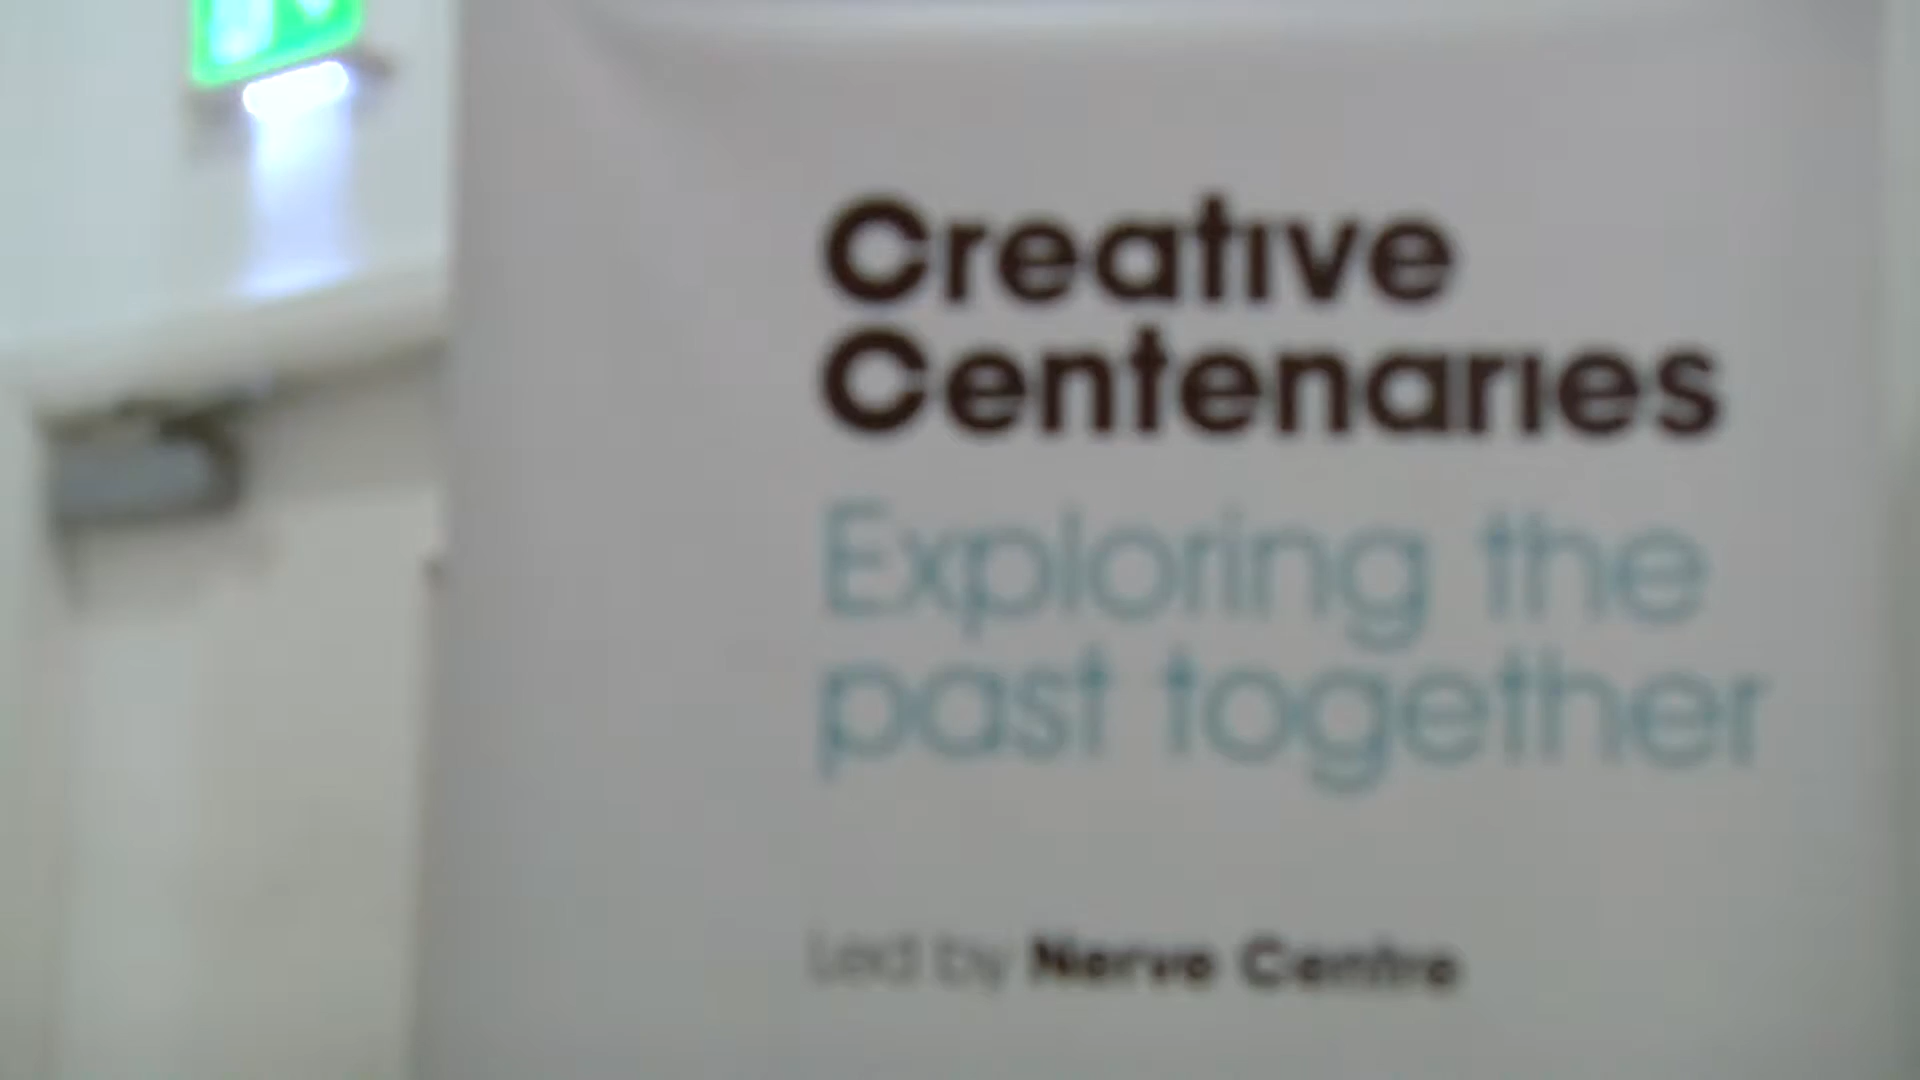 Creative
Centenaries
Exploring the
past together
Led by Nerve Centre